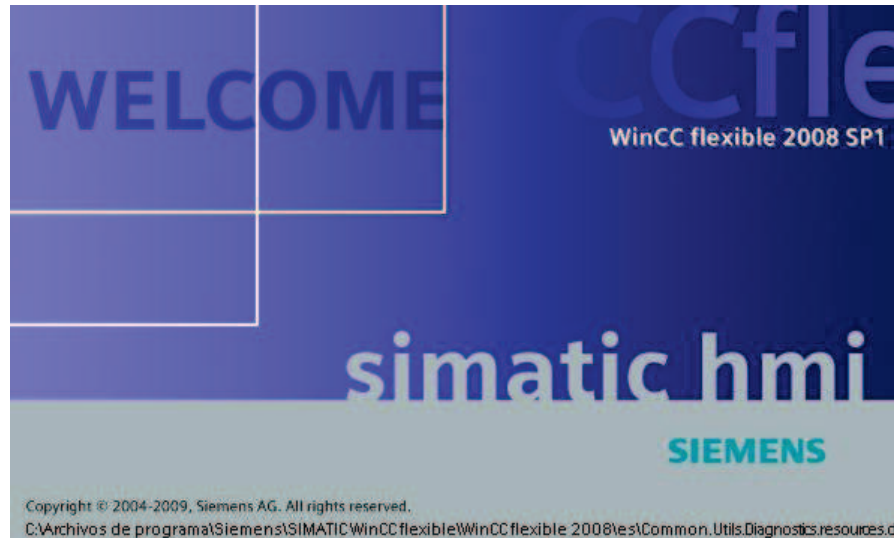 WELCOME
CCfle
WinCC flexible 2008 SP1
simatic hmi
SIEMENS
Copyright © 2004-2009, Siemens AG. All rights reserved.
C:\Archivos de programa\Siemens\SIMATIC WinCC flexible\WinCC flexible 2008\es\Common.Utils.Diagnostics.resources.d